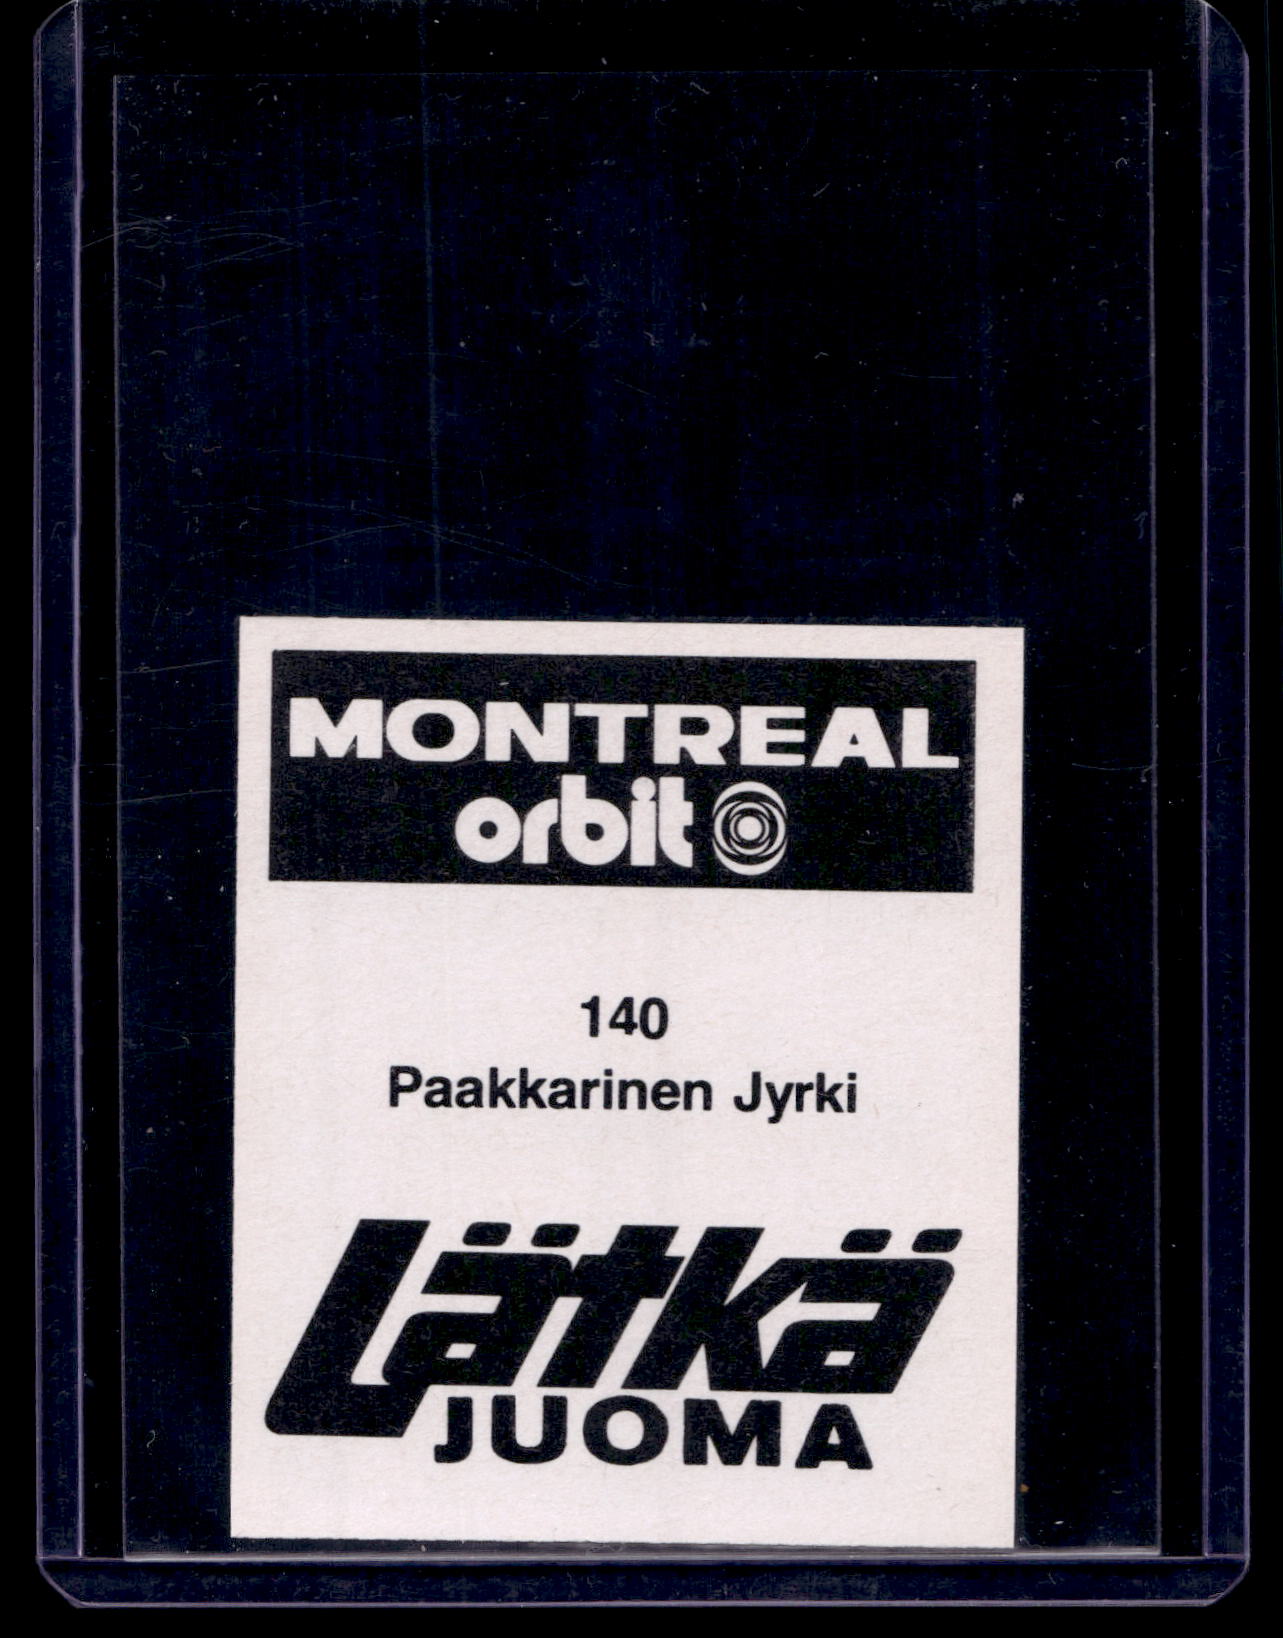 MONTREAL
orbit
140
Paakkarinen Jyrki
Lätkä
JUOMA